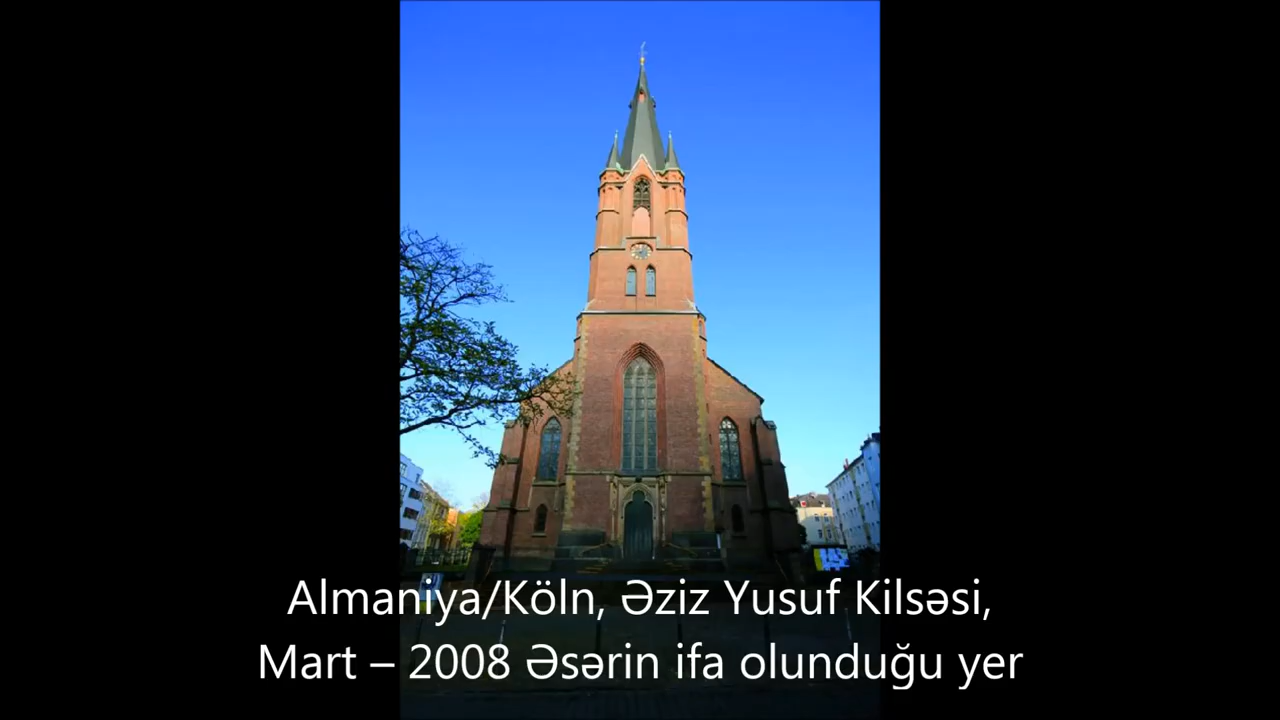 Almaniya/Köln, Əziz Yusuf Kilsəsi,
Mart – 2008 Əsərin ifa olunduğu yer